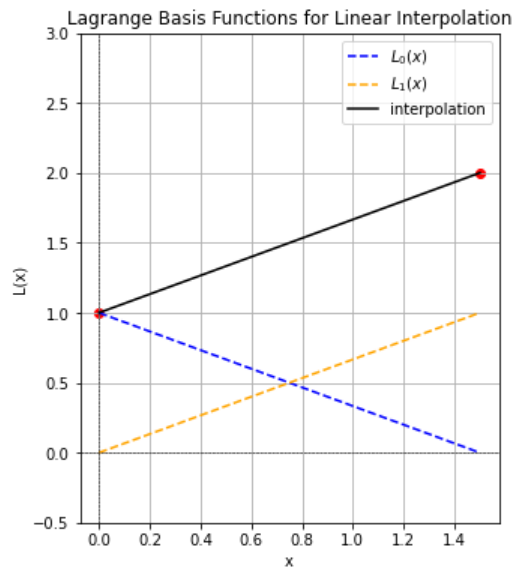 Lagrange Basis Functions for Linear Interpolation
3.0
2.5
2.0
1.5
1.0
0.5
0.0
−0.5
L(x)
L₀(x)
L₁(x)
interpolation
0.0 0.2 0.4 0.6 0.8 1.0 1.2 1.4
x